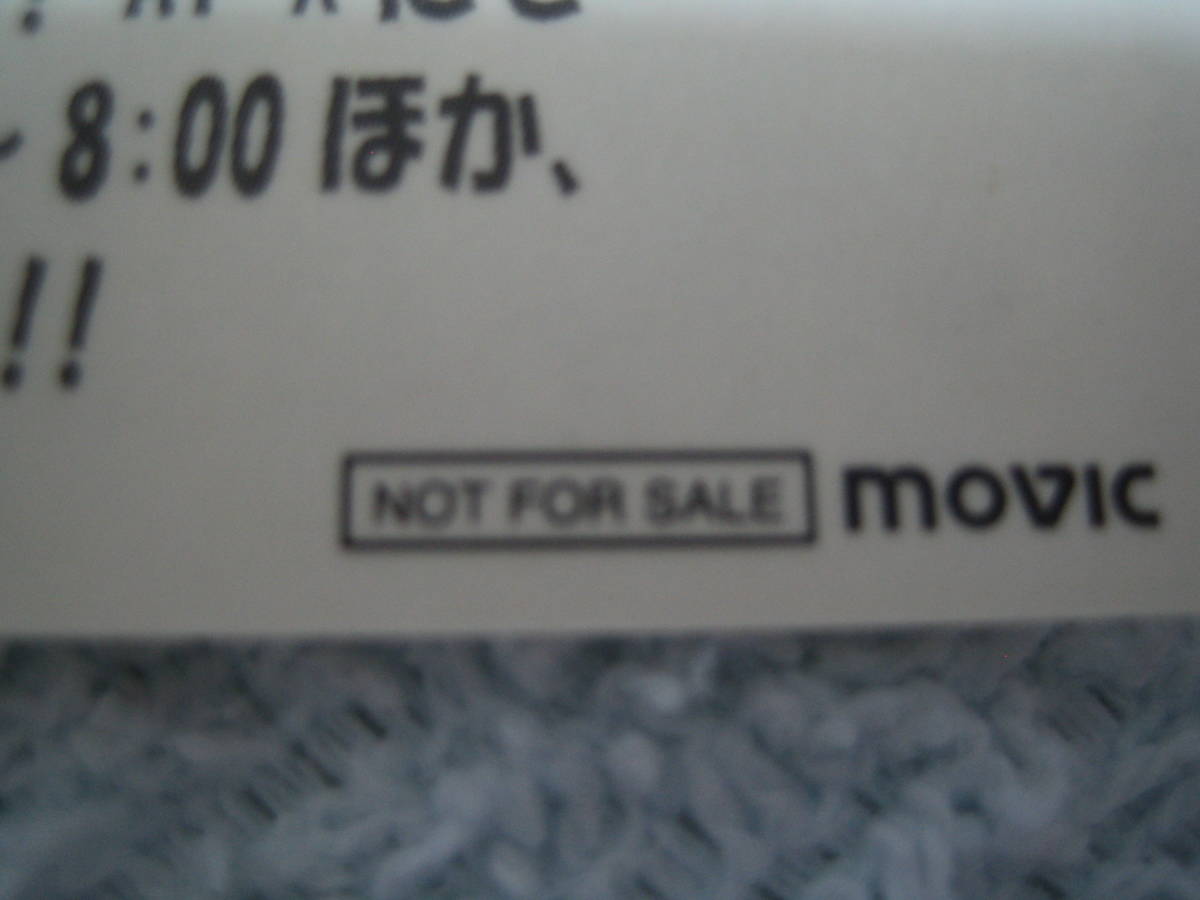 ~ 8:00 ほか、
!!
NOT FOR SALE movic